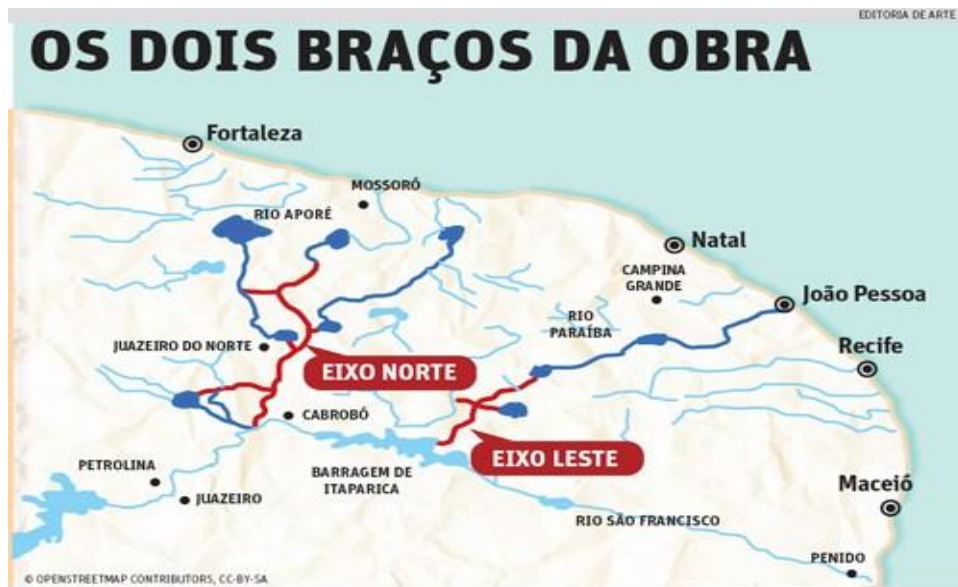 EDITORIA DE ARTE
OS DOIS BRAÇOS DA OBRA
Fortaleza
MOSSORÓ
RIO APORÉ
Natal
CAMPINA
GRANDE
João Pessoa
RIO
PARAÍBA
JUAZEIRO DO NORTE
Recife
EIXO NORTE
CABROBÓ
EIXO LESTE
PETROLINA
BARRAGEM DE
ITAPARICA
JUAZEIRO
Maceió
RIO SÃO FRANCISCO
PENIDO
© OPENSTREETMAP CONTRIBUTORS, CC-BY-SA